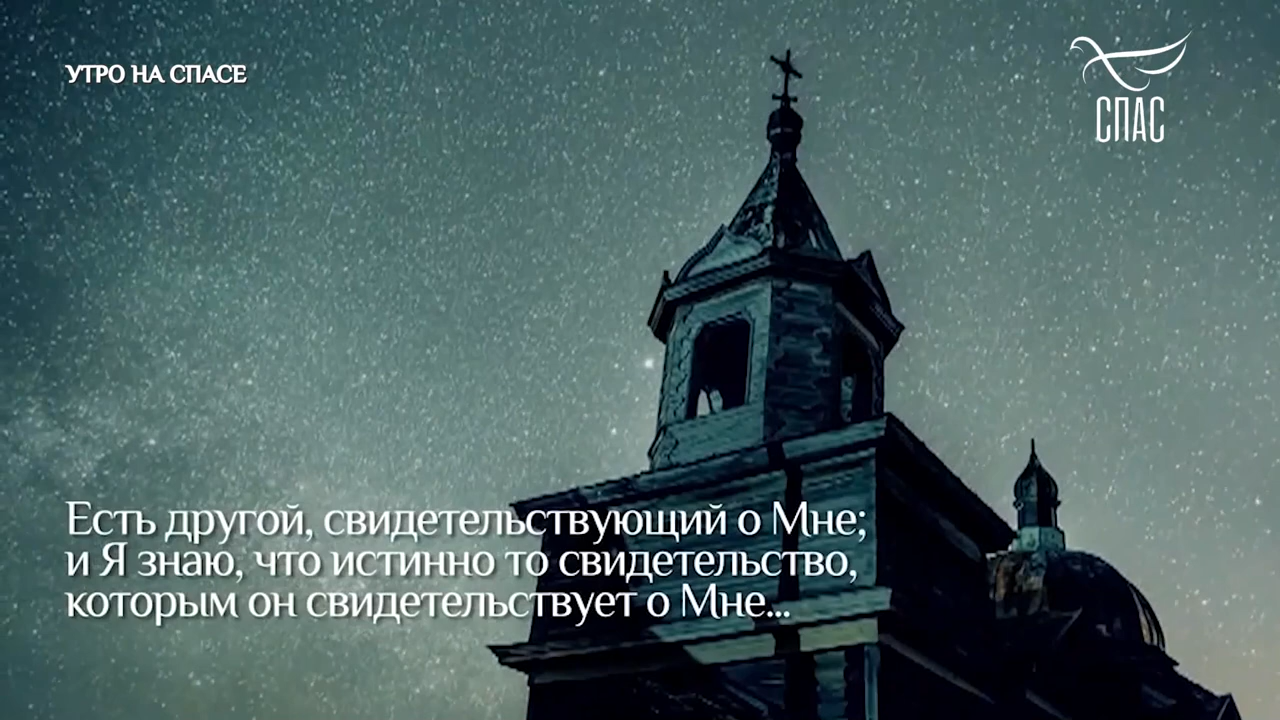 УТРО НА СПАСЕ
СПАС
Есть другой, свидетельствующий о Мне;
и Я знаю, что истинно то свидетельство,
которым он свидетельствует о Мне...